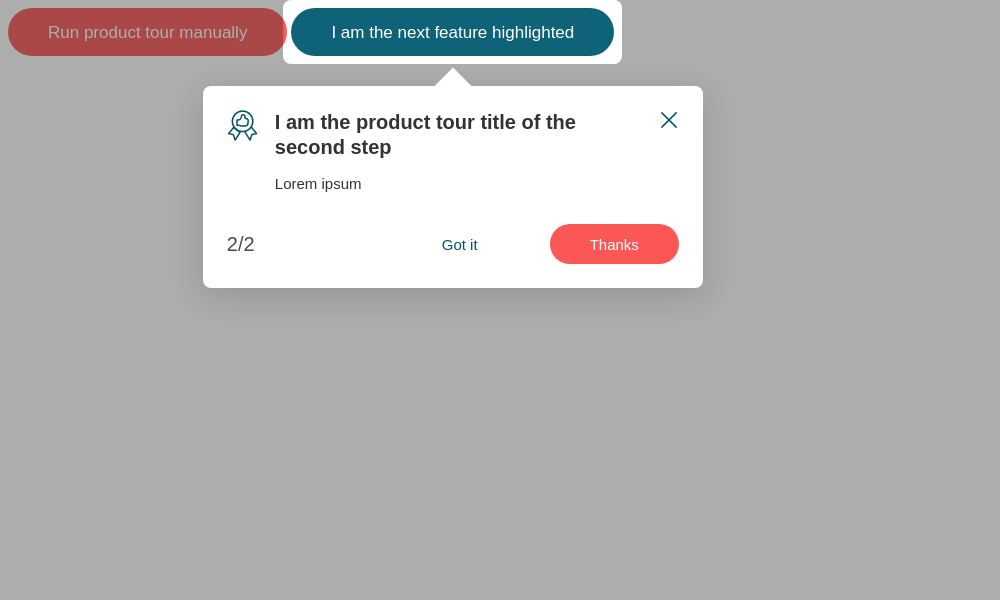 Run product tour manually
I am the next feature highlighted
I am the product tour title of the
second step
Lorem ipsum
2/2
Got it
Thanks